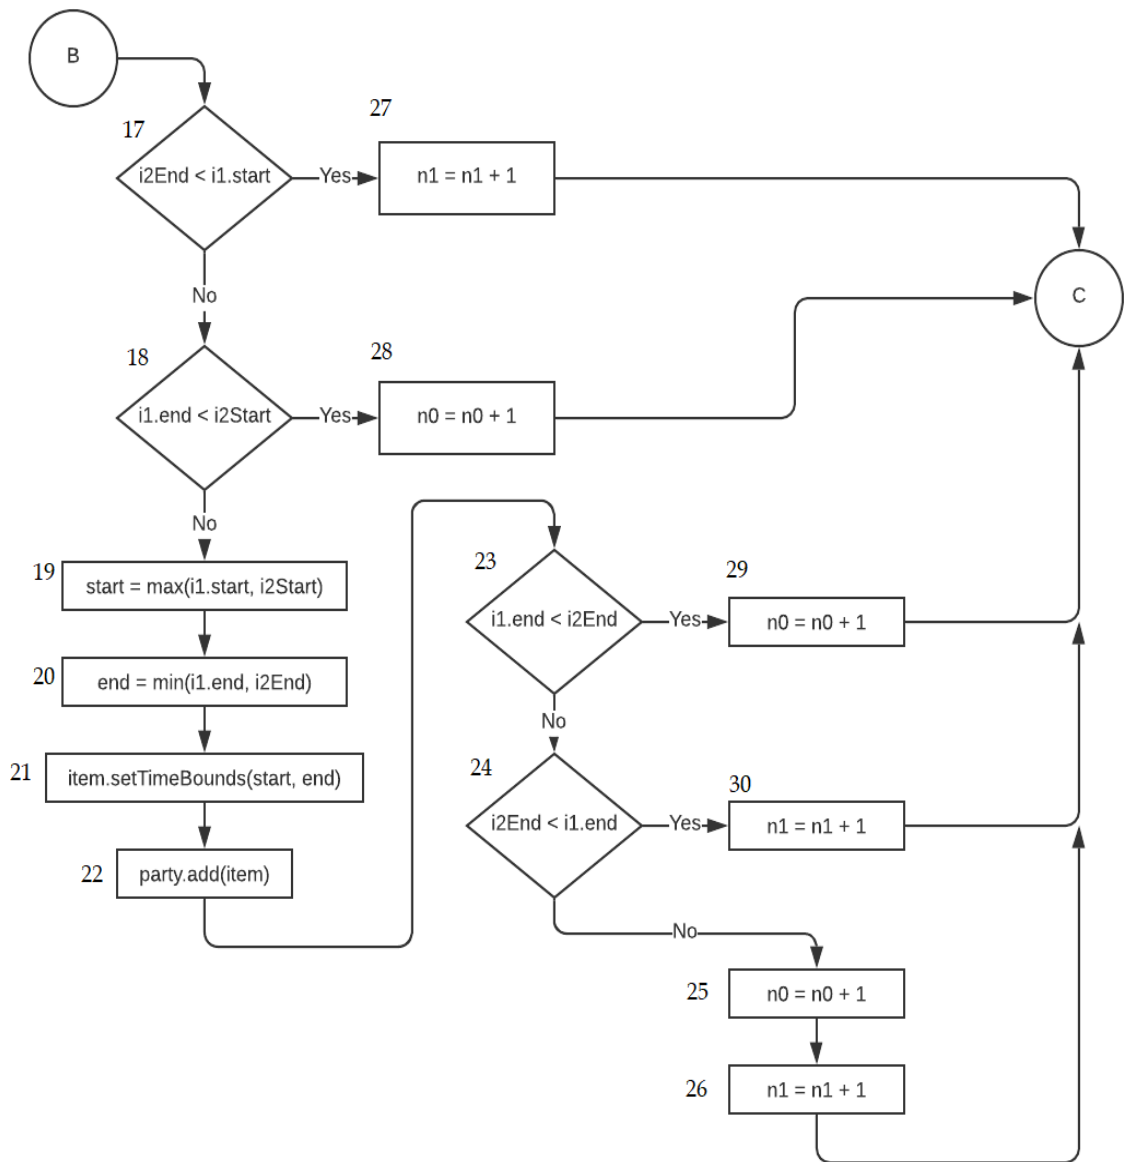 B
17
i2End < i1.start
Yes
27
n1 = n1 + 1
No
C
18
i1.end < i2Start
Yes
28
n0 = n0 + 1
No
19
start = max(i1.start, i2Start)
20
end = min(i1.end, i2End)
21
item.setTimeBounds(start, end)
22
party.add(item)
23
i1.end < i2End
Yes
29
n0 = n0 + 1
No
24
i2End < i1.end
Yes
30
n1 = n1 + 1
No
25
n0 = n0 + 1
26
n1 = n1 + 1